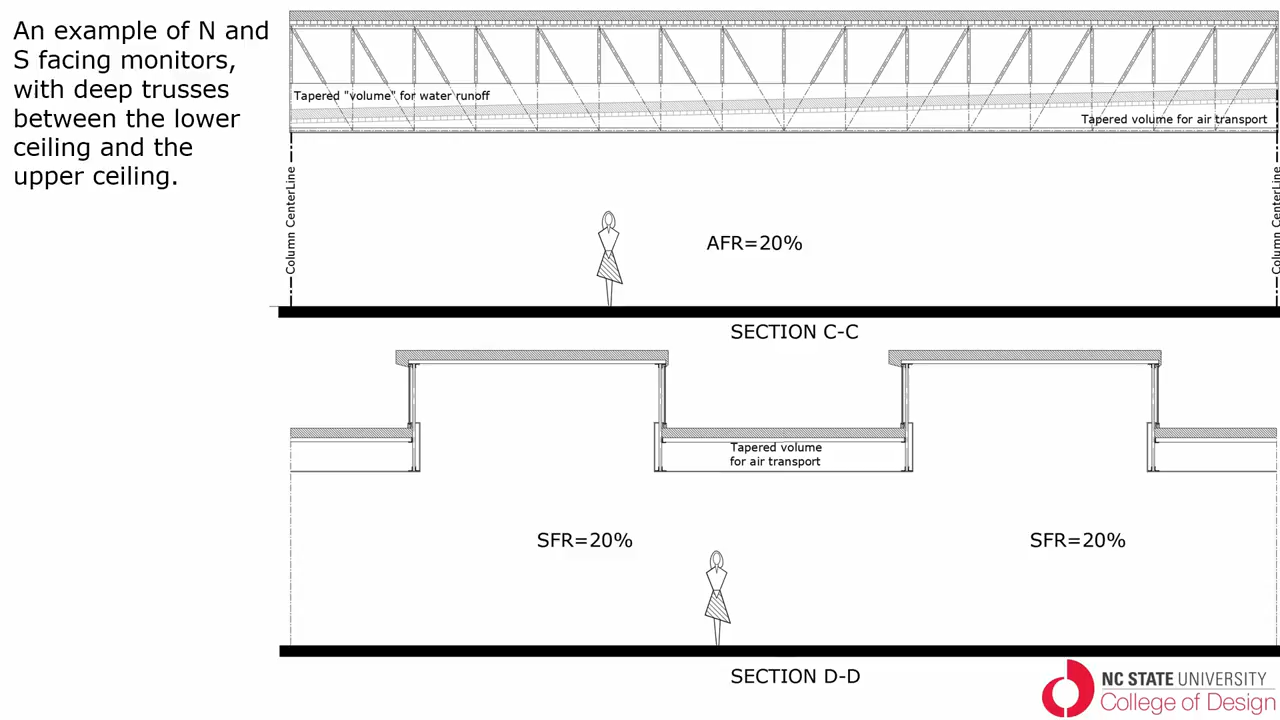 An example of N and
S facing monitors,
with deep trusses
between the lower
ceiling and the
upper ceiling.
Tapered "volume" for water runoff
Tapered volume for air transport
Column CenterLine
Column CenterLine
AFR=20%
SECTION C-C
Tapered volume
for air transport
SFR=20%
SFR=20%
SECTION D-D
NC STATE UNIVERSITY
College of Design